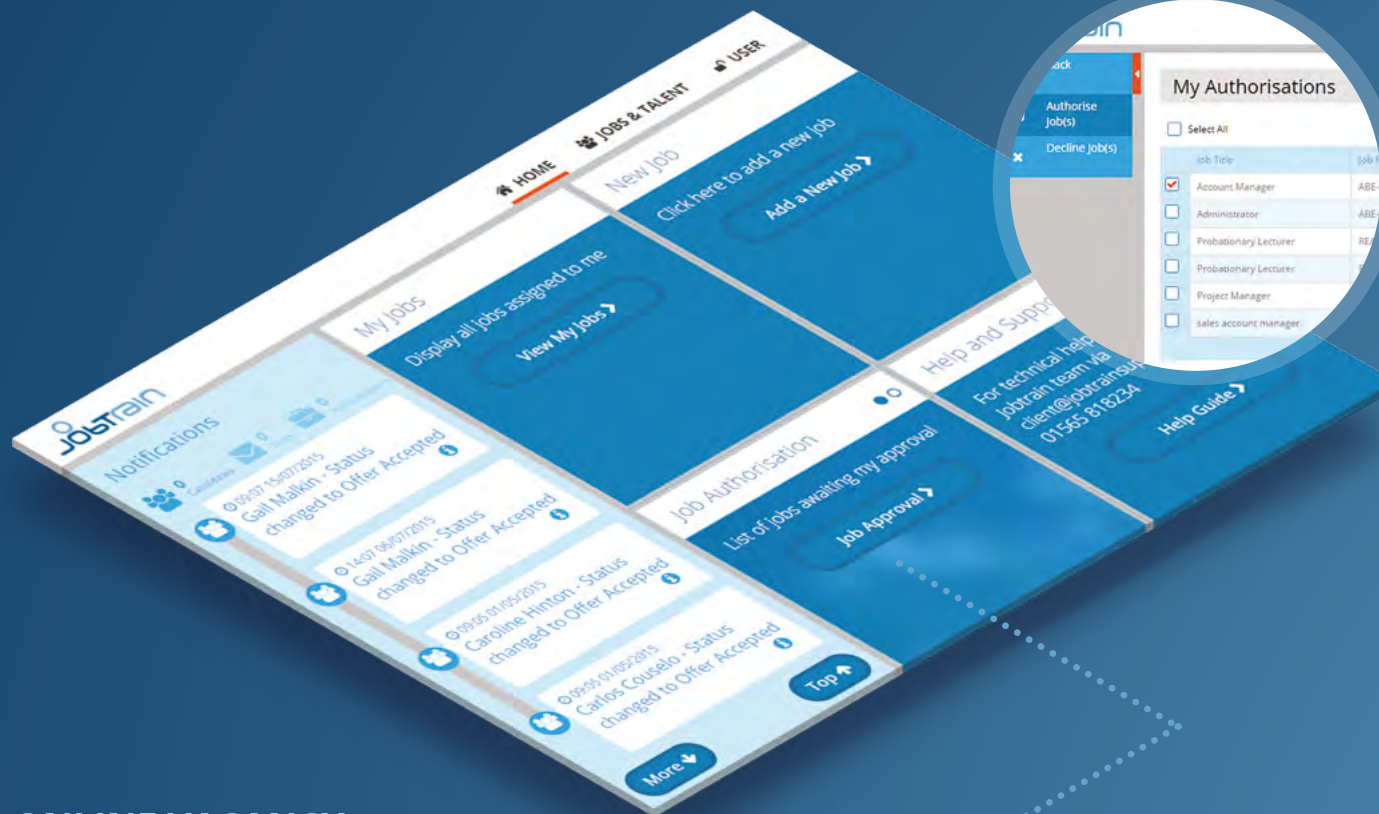 JOBTRAIN
HOME
JOBS & TALENT
USER
Notifications
0
Candidates
0
0
09:07 15/07/2015
Gail Malkin - Status
changed to Offer Accepted
14:07 06/07/2015
Gail Malkin - Status
changed to Offer Accepted
09:05 01/05/2015
Caroline Hinton - Status
changed to Offer Accepted
09:05 01/05/2015
Carlos Couselo - Status
changed to Offer Accepted
More
Top
My Jobs
Display all jobs assigned to me
View My Jobs
New Job
Click here to add a new job
Add a New Job
Job Authorisation
List of jobs awaiting my approval
Job Approval
Help and
For technical help
Jobtrain team via
client@jobtrainsup
01565 818234
Help Guide
Authorise
Job(s)
Decline Job(s)
My Authorisations
Select All
Job Title
Account Manager
ABE-
Administrator
ABE-
Probationary Lecturer
Probationary Lecturer
Project Manager
sales account manager